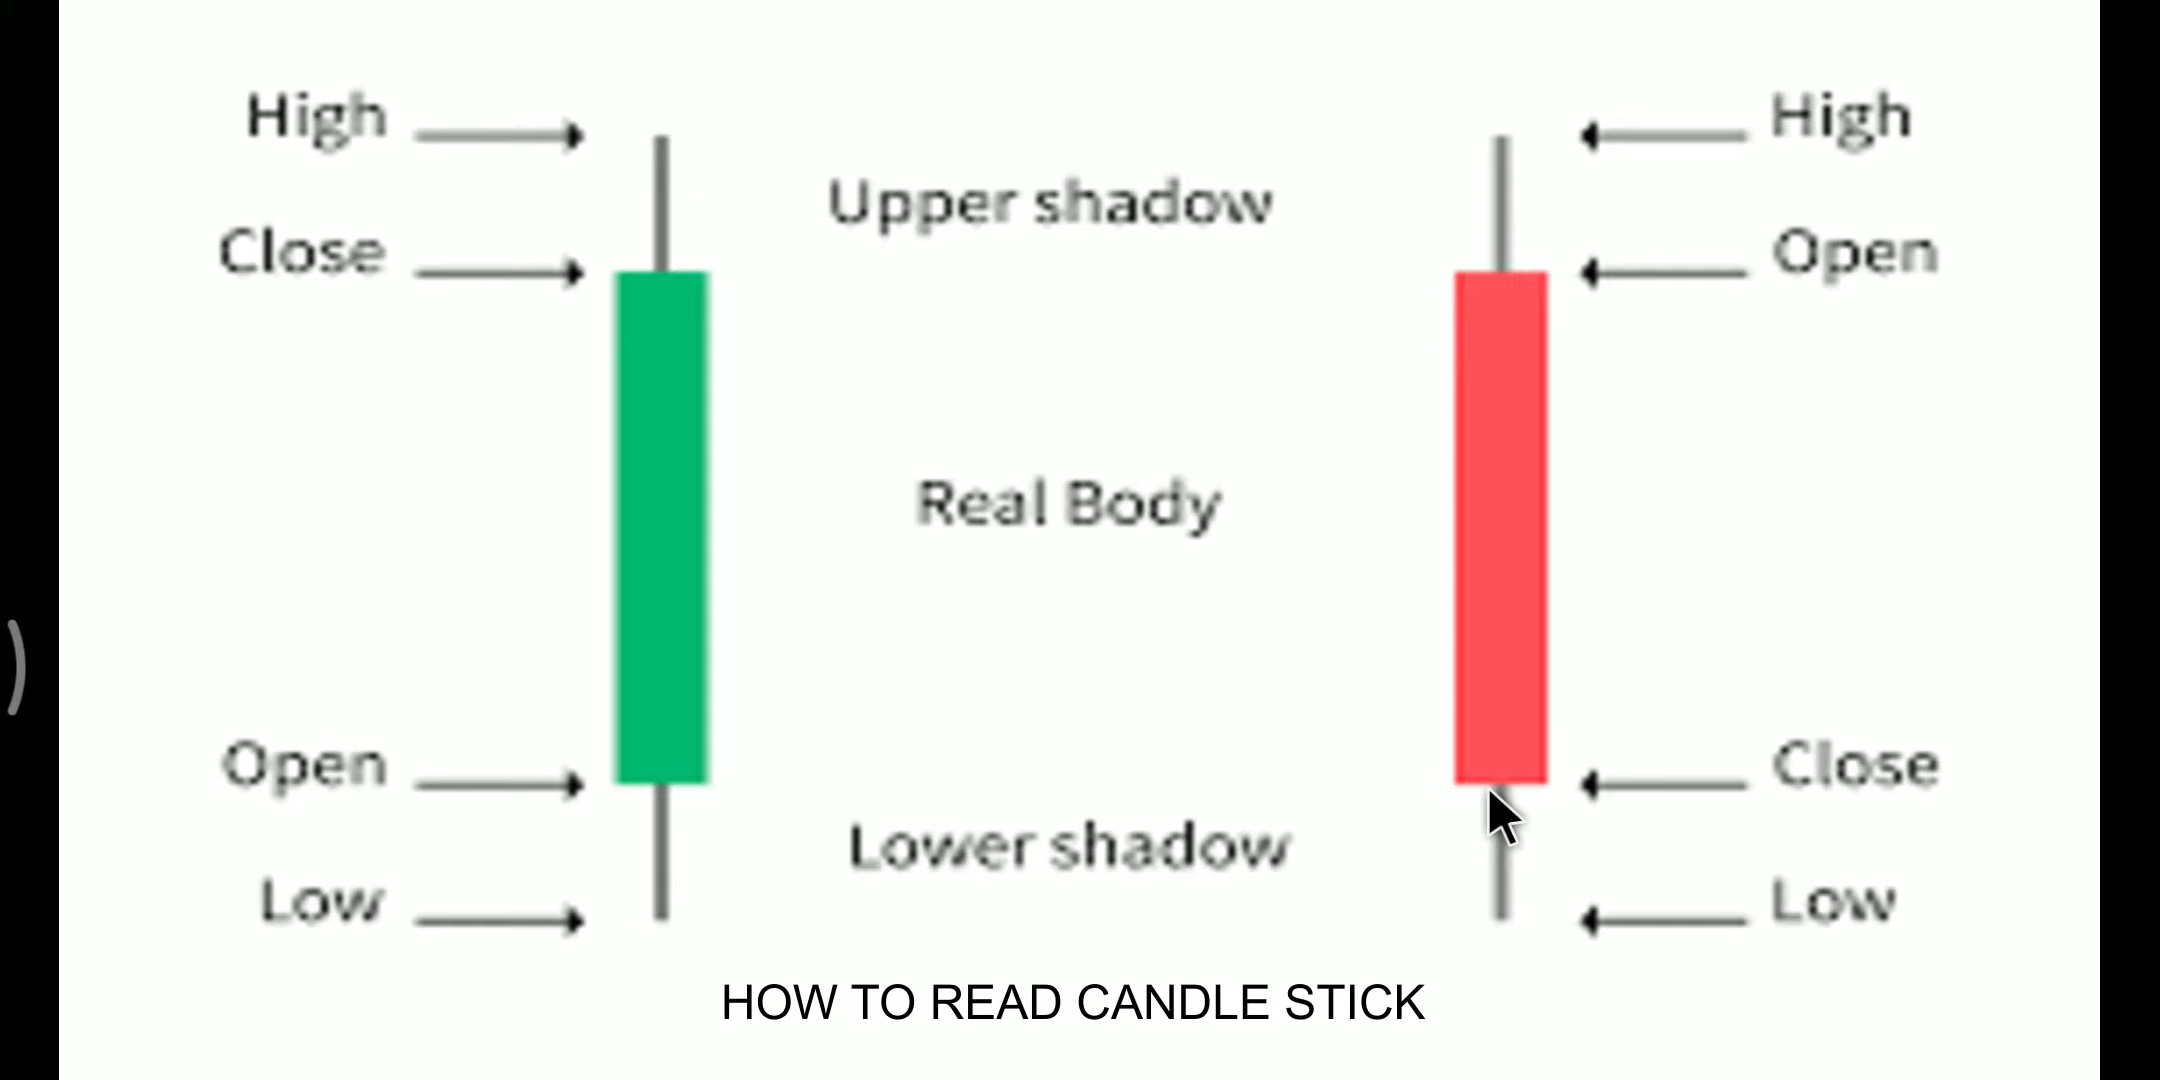 High
High
Upper shadow
Close
Open
Real Body
Open
Close
Lower shadow
Low
Low
HOW TO READ CANDLE STICK